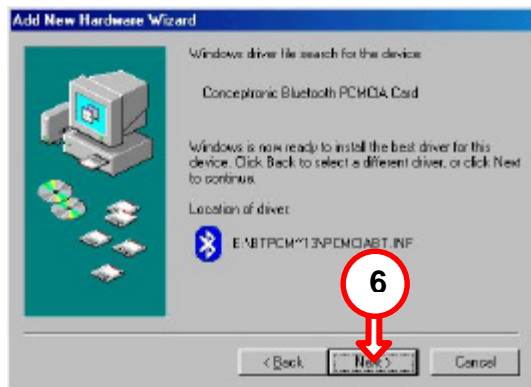 Add New Hardware Wizard
Windows driver file search for the device:
Conceptronic Bluetooth PCMCIA Card
Windows is now ready to install the best driver for this
device. Click Back to select a different driver, or click Next
to continue.
Location of driver:
E:\BTPCM~13\PCMCIABT.INF
6
< Back
Next >
Cancel